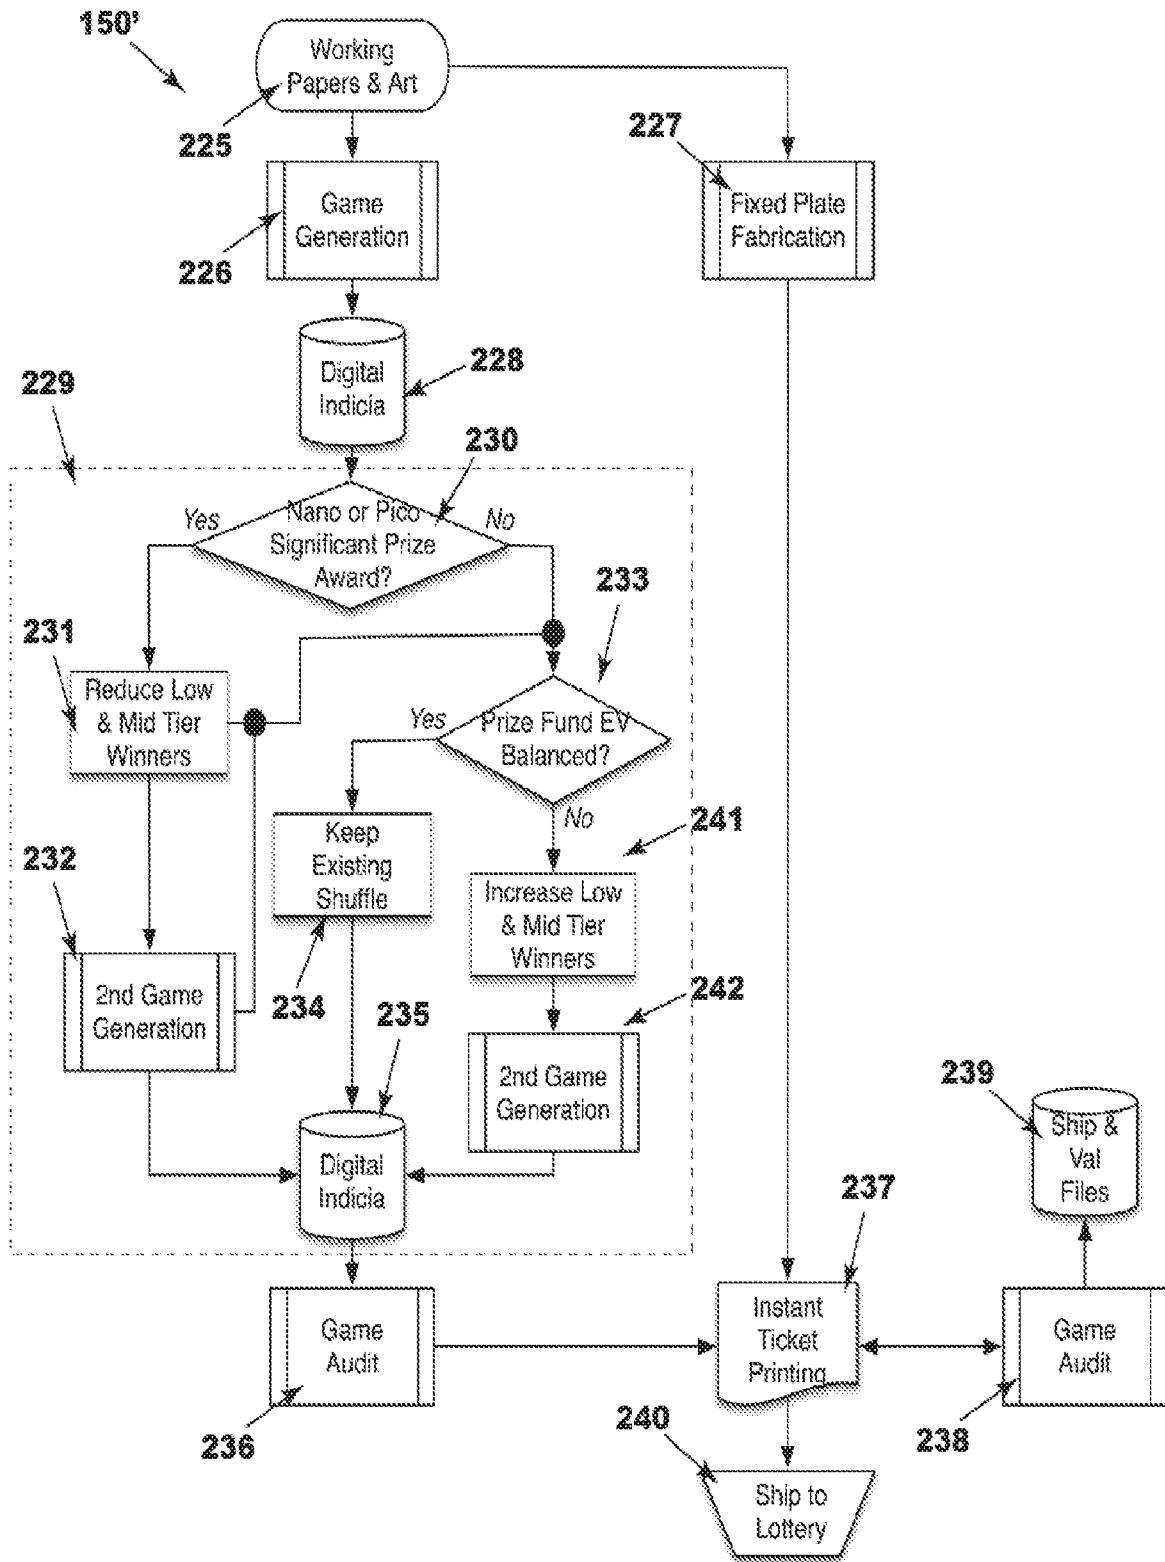 150'
Working
Papers & Art
225
227
Game
Generation
226
Fixed Plate
Fabrication
Digital
Indicia
228
229
230
Yes
Nano or Pico
Significant Prize
Award?
No
233
231
Reduce Low
& Mid Tier
Winners
Yes
Prize Fund EV
Balanced?
No
241
Keep
Existing
Shuffle
232
Increase Low
& Mid Tier
Winners
234
2nd Game
Generation
235
242
2nd Game
Generation
239
Ship &
Val
Files
Digital
Indicia
237
Game
Audit
Instant
Ticket
Printing
Game
Audit
236
240
238
Ship to
Lottery